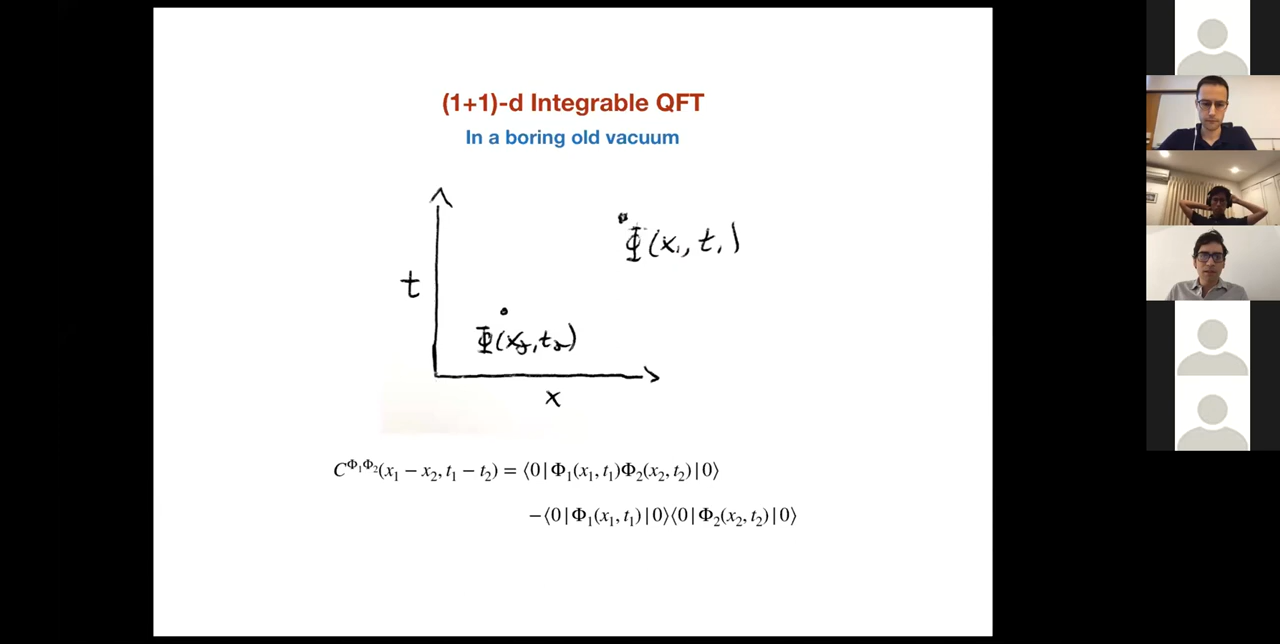 (1+1)-d Integrable QFT
In a boring old vacuum
Φ(x₁, t₁)
t
Φ(x₂, t₂)
x
C^{Φ₁Φ₂}(x₁ − x₂, t₁ − t₂) = ⟨0 | Φ₁(x₁, t₁)Φ₂(x₂, t₂) | 0⟩
−⟨0 | Φ₁(x₁, t₁) | 0⟩⟨0 | Φ₂(x₂, t₂) | 0⟩